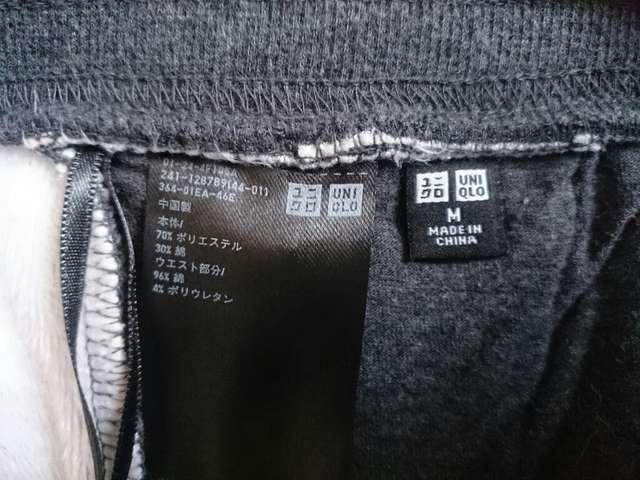 241-128789(44-01)
364-01EA-46E
中国製
本体/
70% ポリエステル
30% 綿
ウエスト部分/
96% 綿
4% ポリウレタン
ユニ
クロ
UNI
QLO
ユニ
クロ
UNI
QLO
M
MADE IN
CHINA